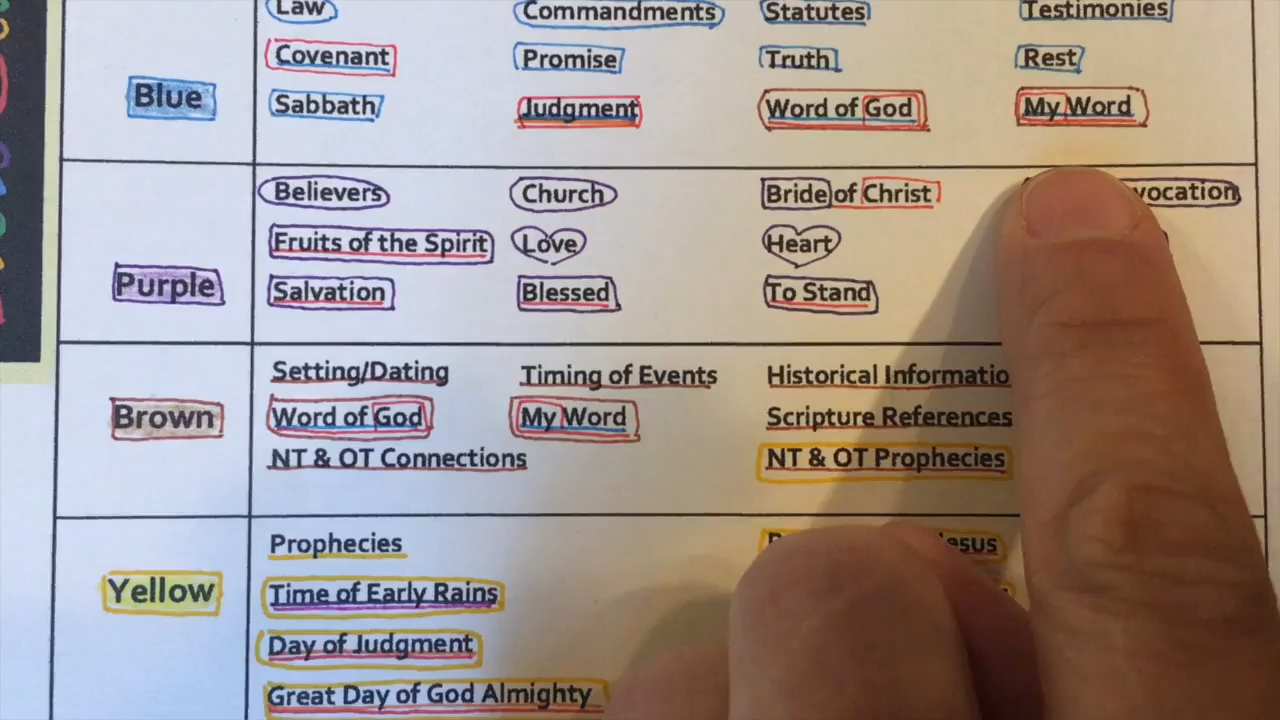 Law Commandments Statutes Testimonies
Covenant Promise Truth Rest
Blue
Sabbath Judgment Word of God My Word
Believers Church Bride of Christ
Fruits of the Spirit Love Heart
Purple
Salvation Blessed To Stand
Setting/Dating Timing of Events Historical Informatio
Brown
Word of God My Word Scripture References
NT & OT Connections NT & OT Prophecies
Prophecies
Yellow
Time of Early Rains
Day of Judgment
Great Day of God Almighty